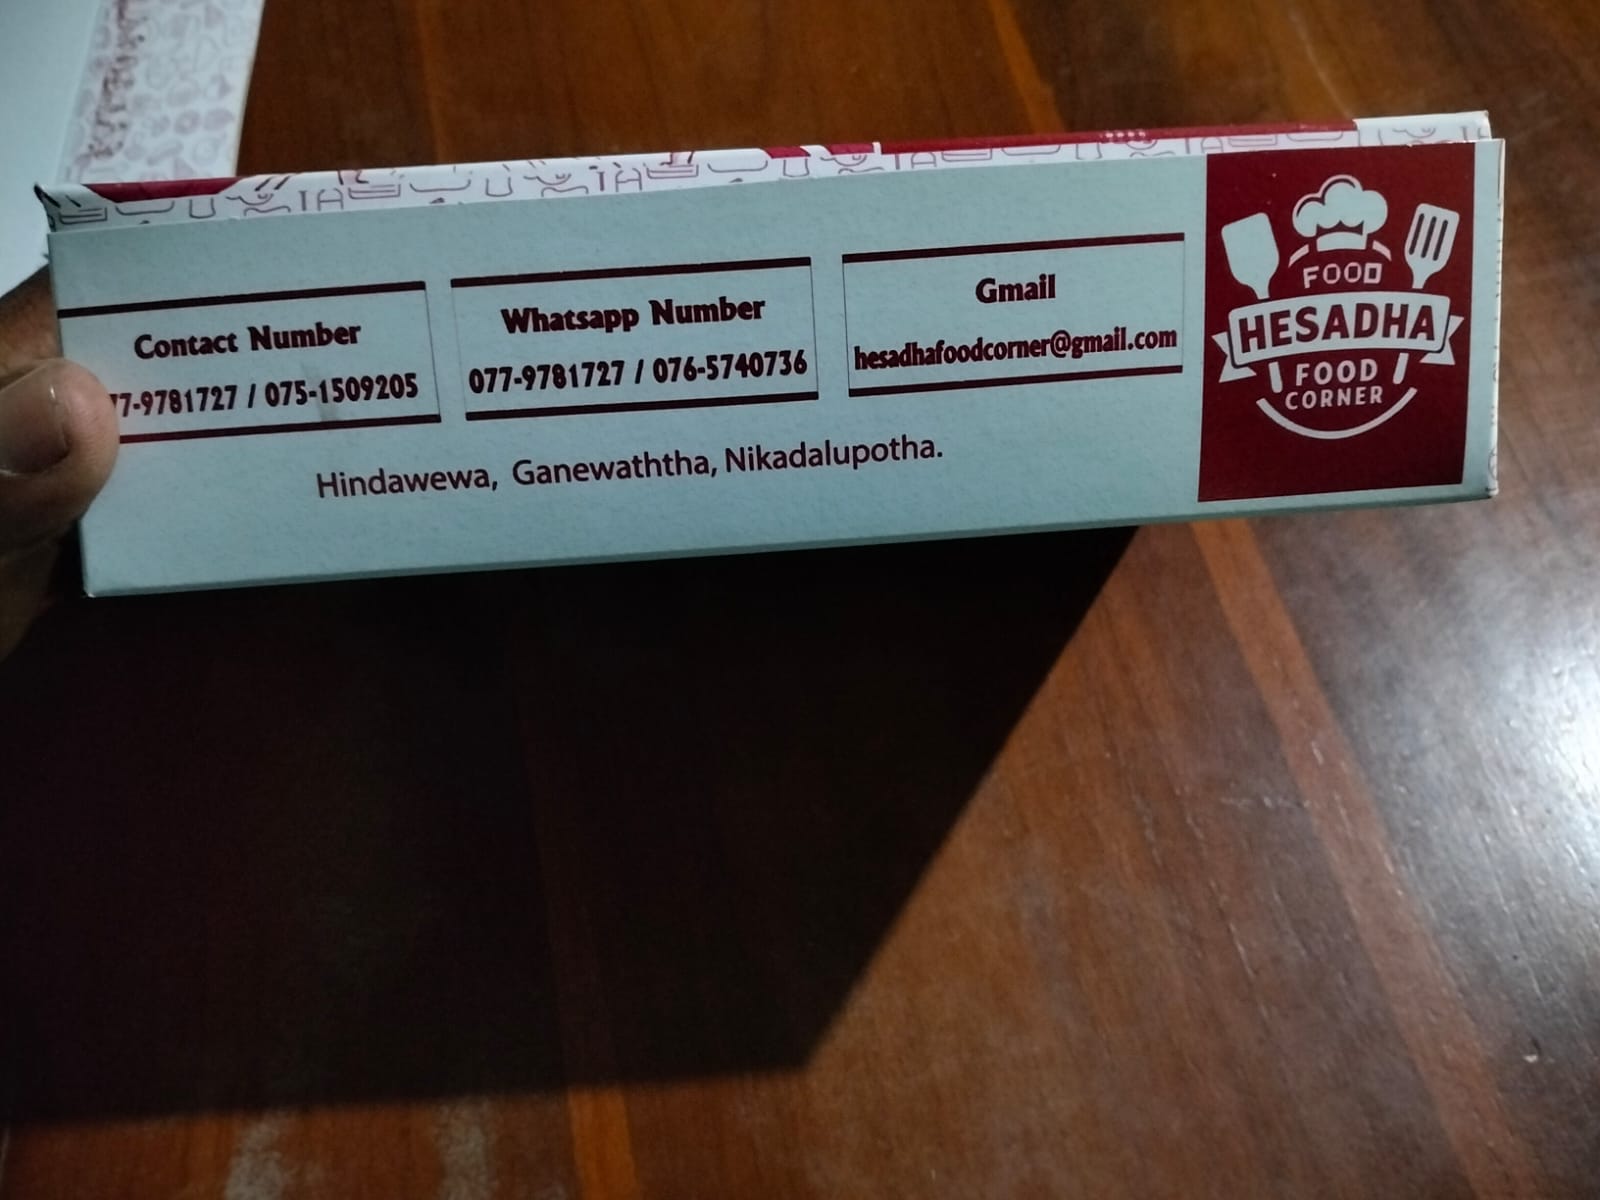 Contact Number
7-9781727 / 075-1509205
Whatsapp Number
077-9781727 / 076-5740736
Gmail
hesadhafoodcorner@gmail.com
Hindawewa, Ganewaththa, Nikadalupotha.
FOOD
HESADHA
FOOD
CORNER